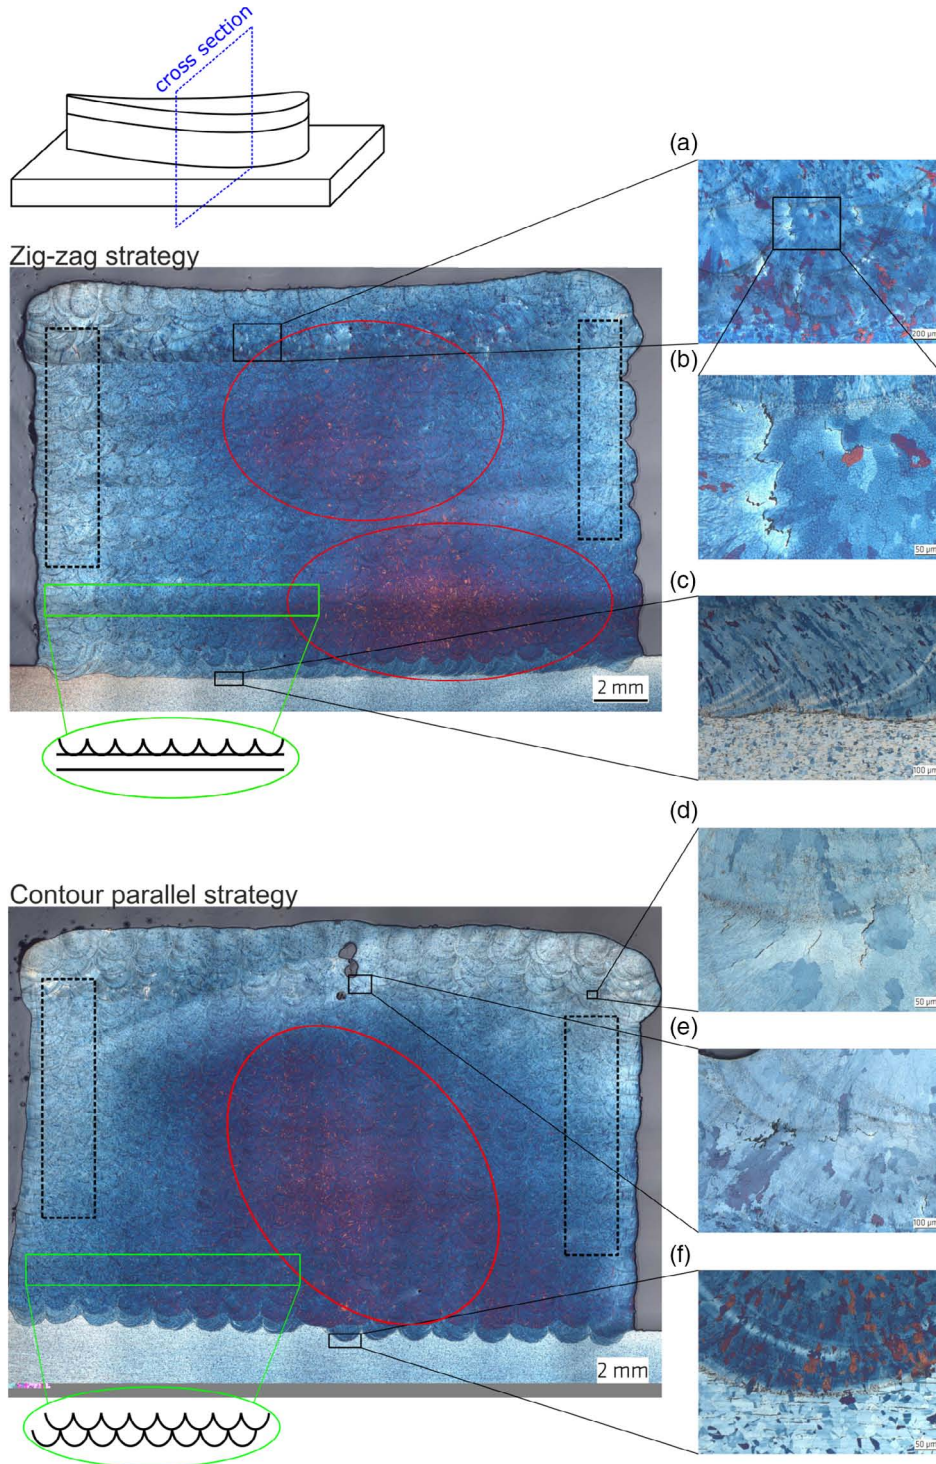 cross section
(a)
Zig-zag strategy
200 µm
(b)
50 µm
(c)
2 mm
100 µm
(d)
Contour parallel strategy
50 µm
(e)
100 µm
(f)
2 mm
50 µm